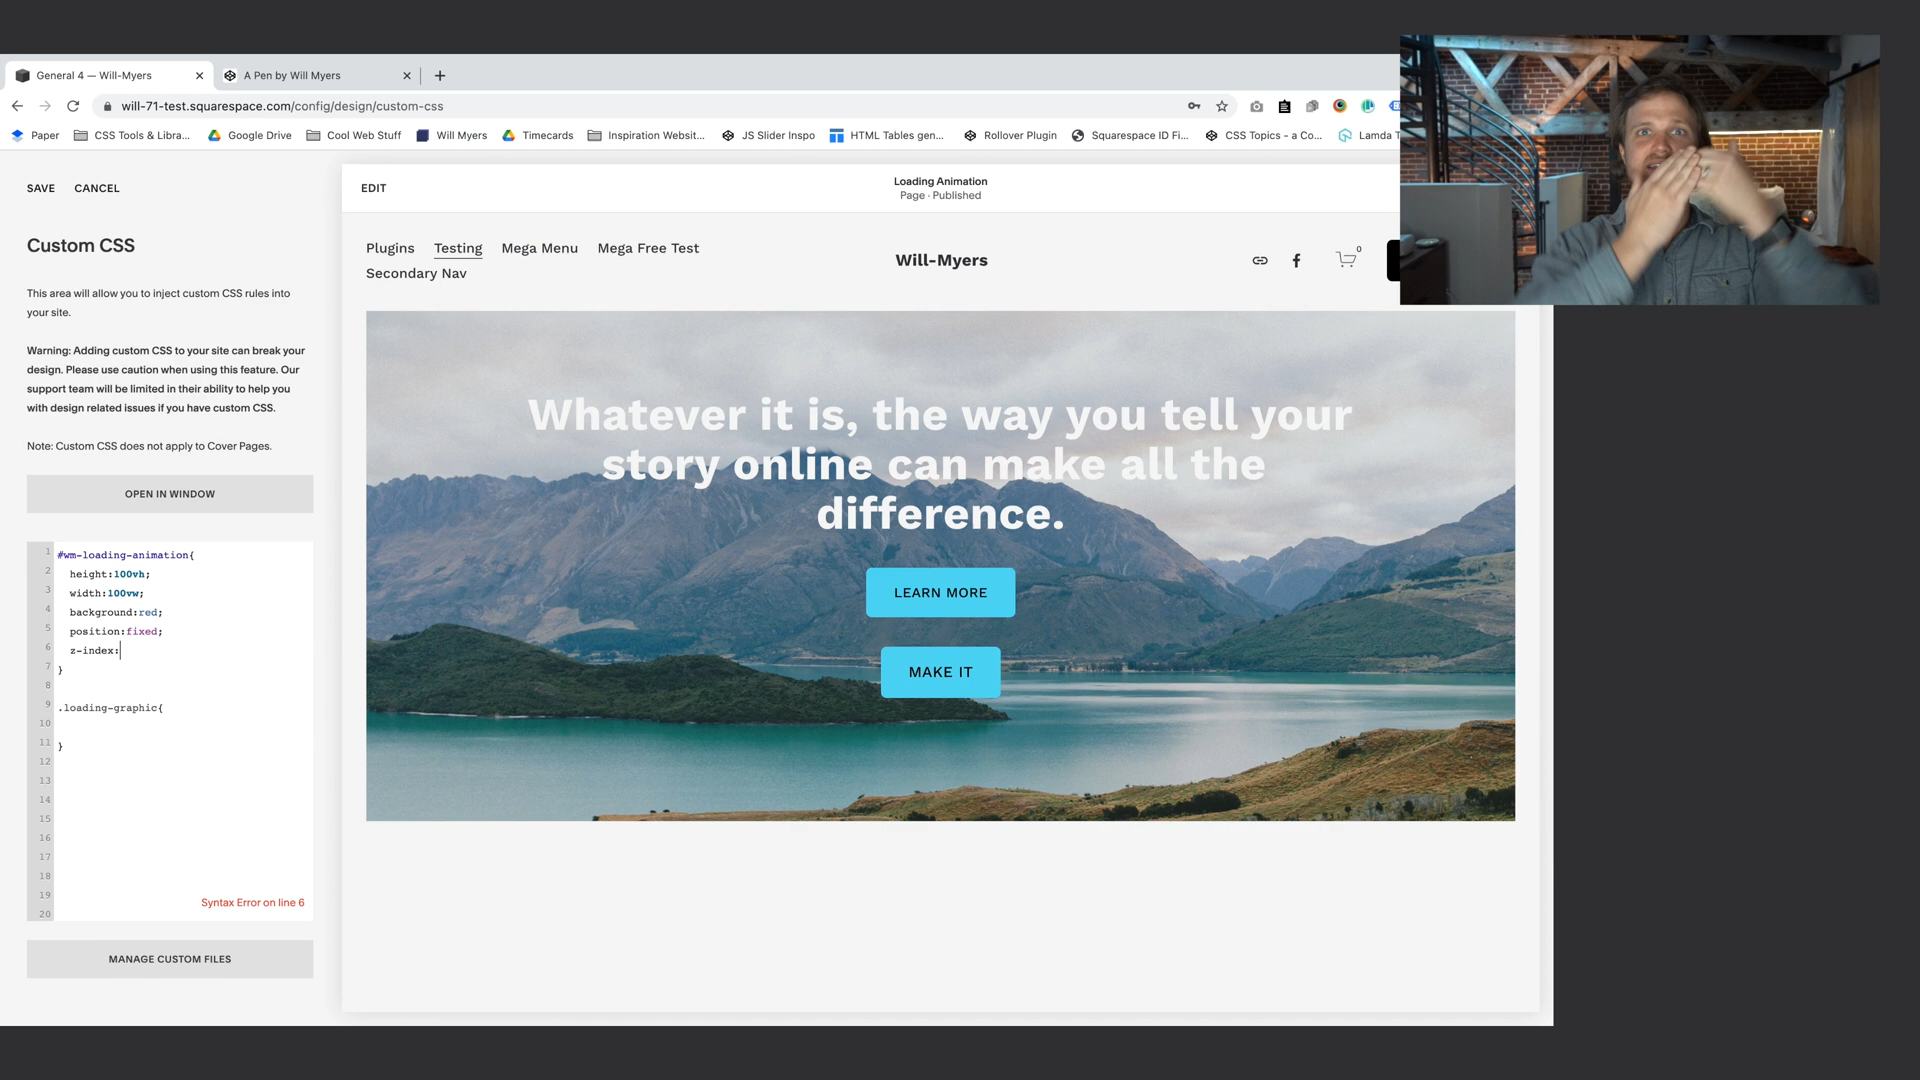 General 4 — Will-Myers
A Pen by Will Myers
will-71-test.squarespace.com/config/design/custom-css
Paper
CSS Tools & Libra...
Google Drive
Cool Web Stuff
Will Myers
Timecards
Inspiration Websit...
JS Slider Inspo
HTML Tables gen...
Rollover Plugin
Squarespace ID Fi...
CSS Topics - a Co...
Lamda T
SAVE
CANCEL
Custom CSS
This area will allow you to inject custom CSS rules into
your site.
Warning: Adding custom CSS to your site can break your
design. Please use caution when using this feature. Our
support team will be limited in their ability to help you
with design related issues if you have custom CSS.
Note: Custom CSS does not apply to Cover Pages.
OPEN IN WINDOW
1 #wm-loading-animation{
2 height:100vh;
3 width:100vw;
4 background:red;
5 position:fixed;
6 z-index:
7 }
8
9 .loading-graphic{
10
11 }
12
13
14
15
16
17
18
19
20
Syntax Error on line 6
MANAGE CUSTOM FILES
EDIT
Loading Animation
Page · Published
Plugins
Testing
Mega Menu
Mega Free Test
Secondary Nav
Will-Myers
0
Whatever it is, the way you tell your
story online can make all the
difference.
LEARN MORE
MAKE IT